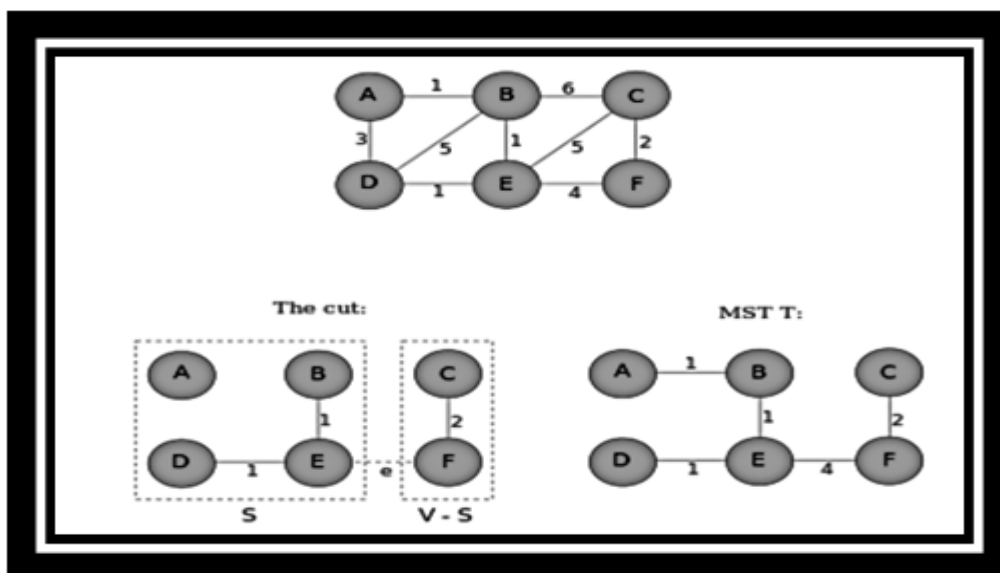 A 1 B 6 C
3 5 1 5 2
D 1 E 4 F
The cut:
MST T:
A B C
1 2
D 1 E e F
S V - S
A 1 B C
1 2
D 1 E 4 F